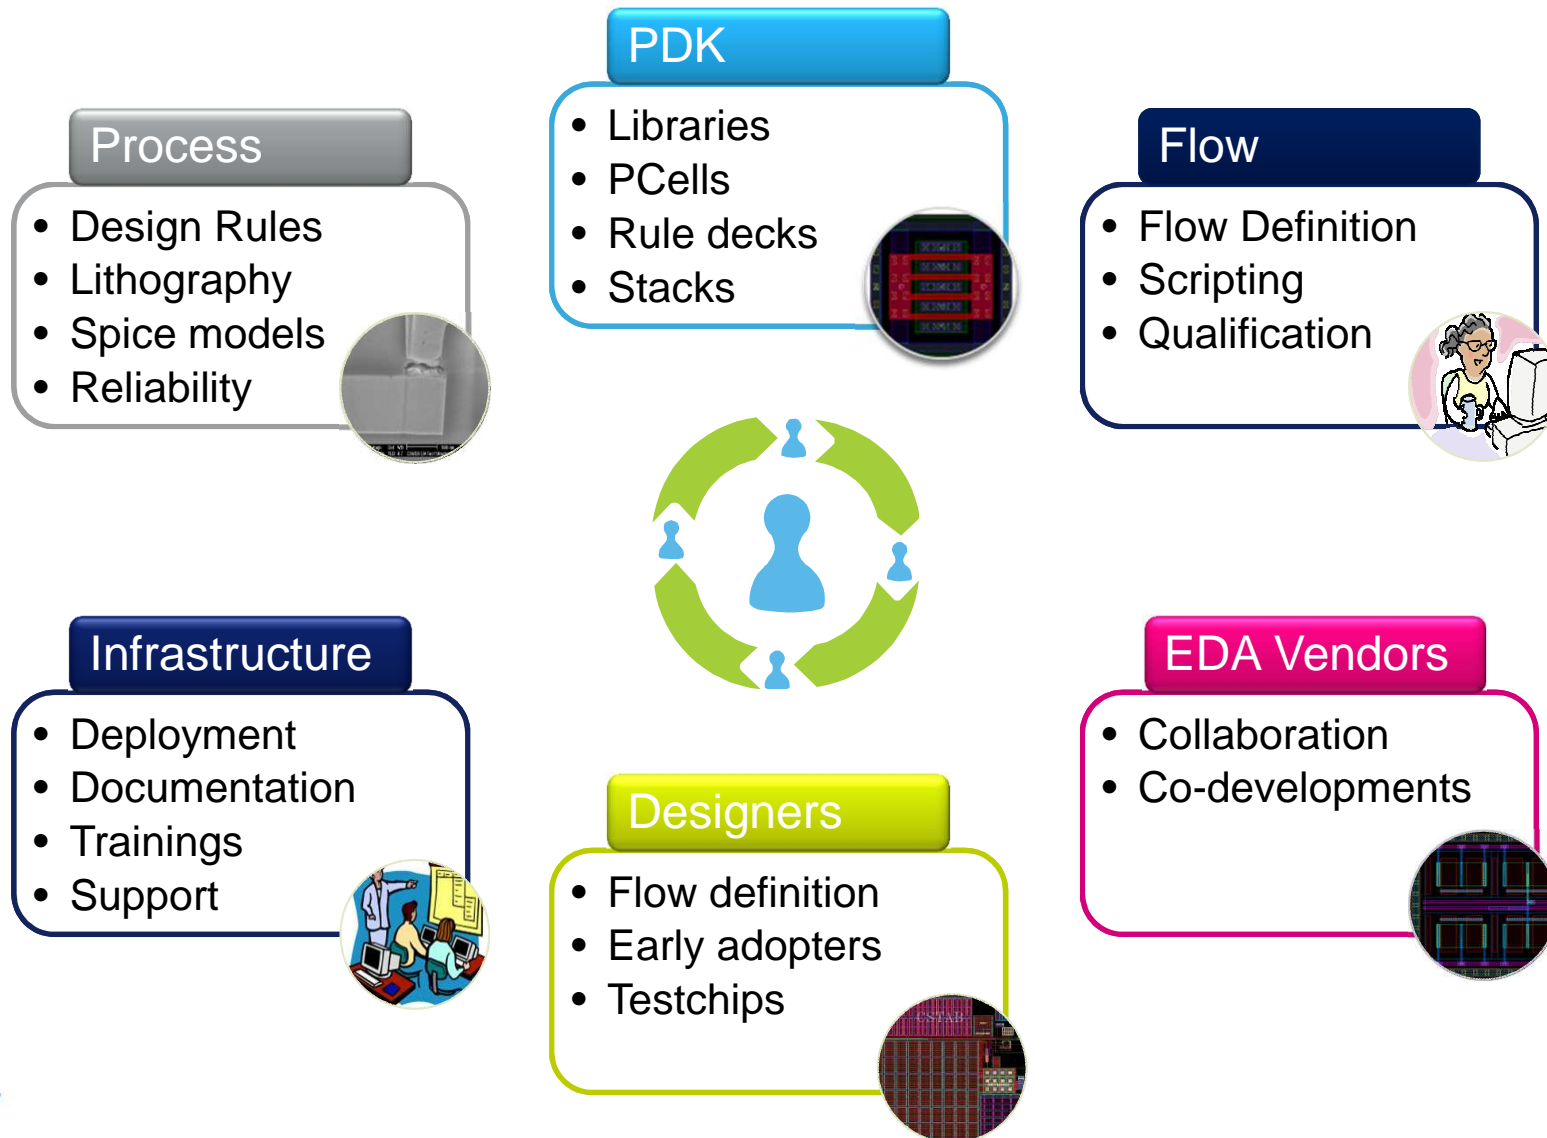 PDK
Libraries
PCells
Rule decks
Stacks
Process
Design Rules
Lithography
Spice models
Reliability
Flow
Flow Definition
Scripting
Qualification
Infrastructure
Deployment
Documentation
Trainings
Support
EDA Vendors
Collaboration
Co-developments
Designers
Flow definition
Early adopters
Testchips